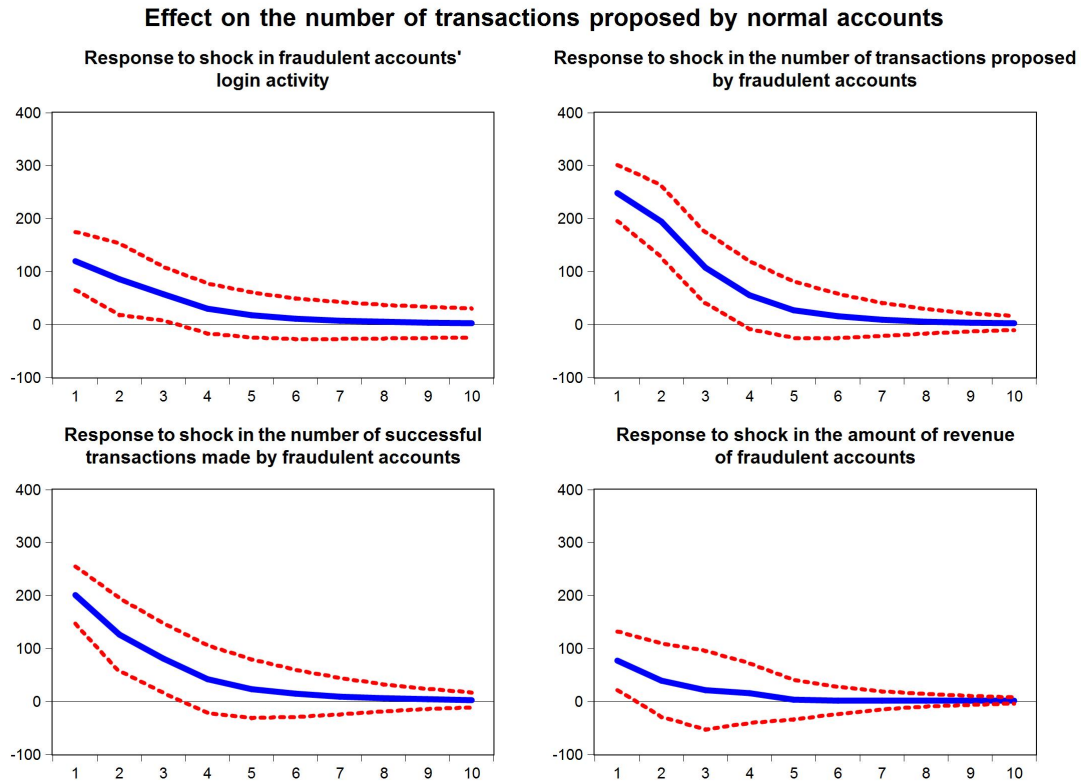 Effect on the number of transactions proposed by normal accounts
Response to shock in fraudulent accounts'
login activity
400
300
200
100
0
-100
1 2 3 4 5 6 7 8 9 10
Response to shock in the number of transactions proposed
by fraudulent accounts
400
300
200
100
0
-100
1 2 3 4 5 6 7 8 9 10
Response to shock in the number of successful
transactions made by fraudulent accounts
400
300
200
100
0
-100
1 2 3 4 5 6 7 8 9 10
Response to shock in the amount of revenue
of fraudulent accounts
400
300
200
100
0
-100
1 2 3 4 5 6 7 8 9 10